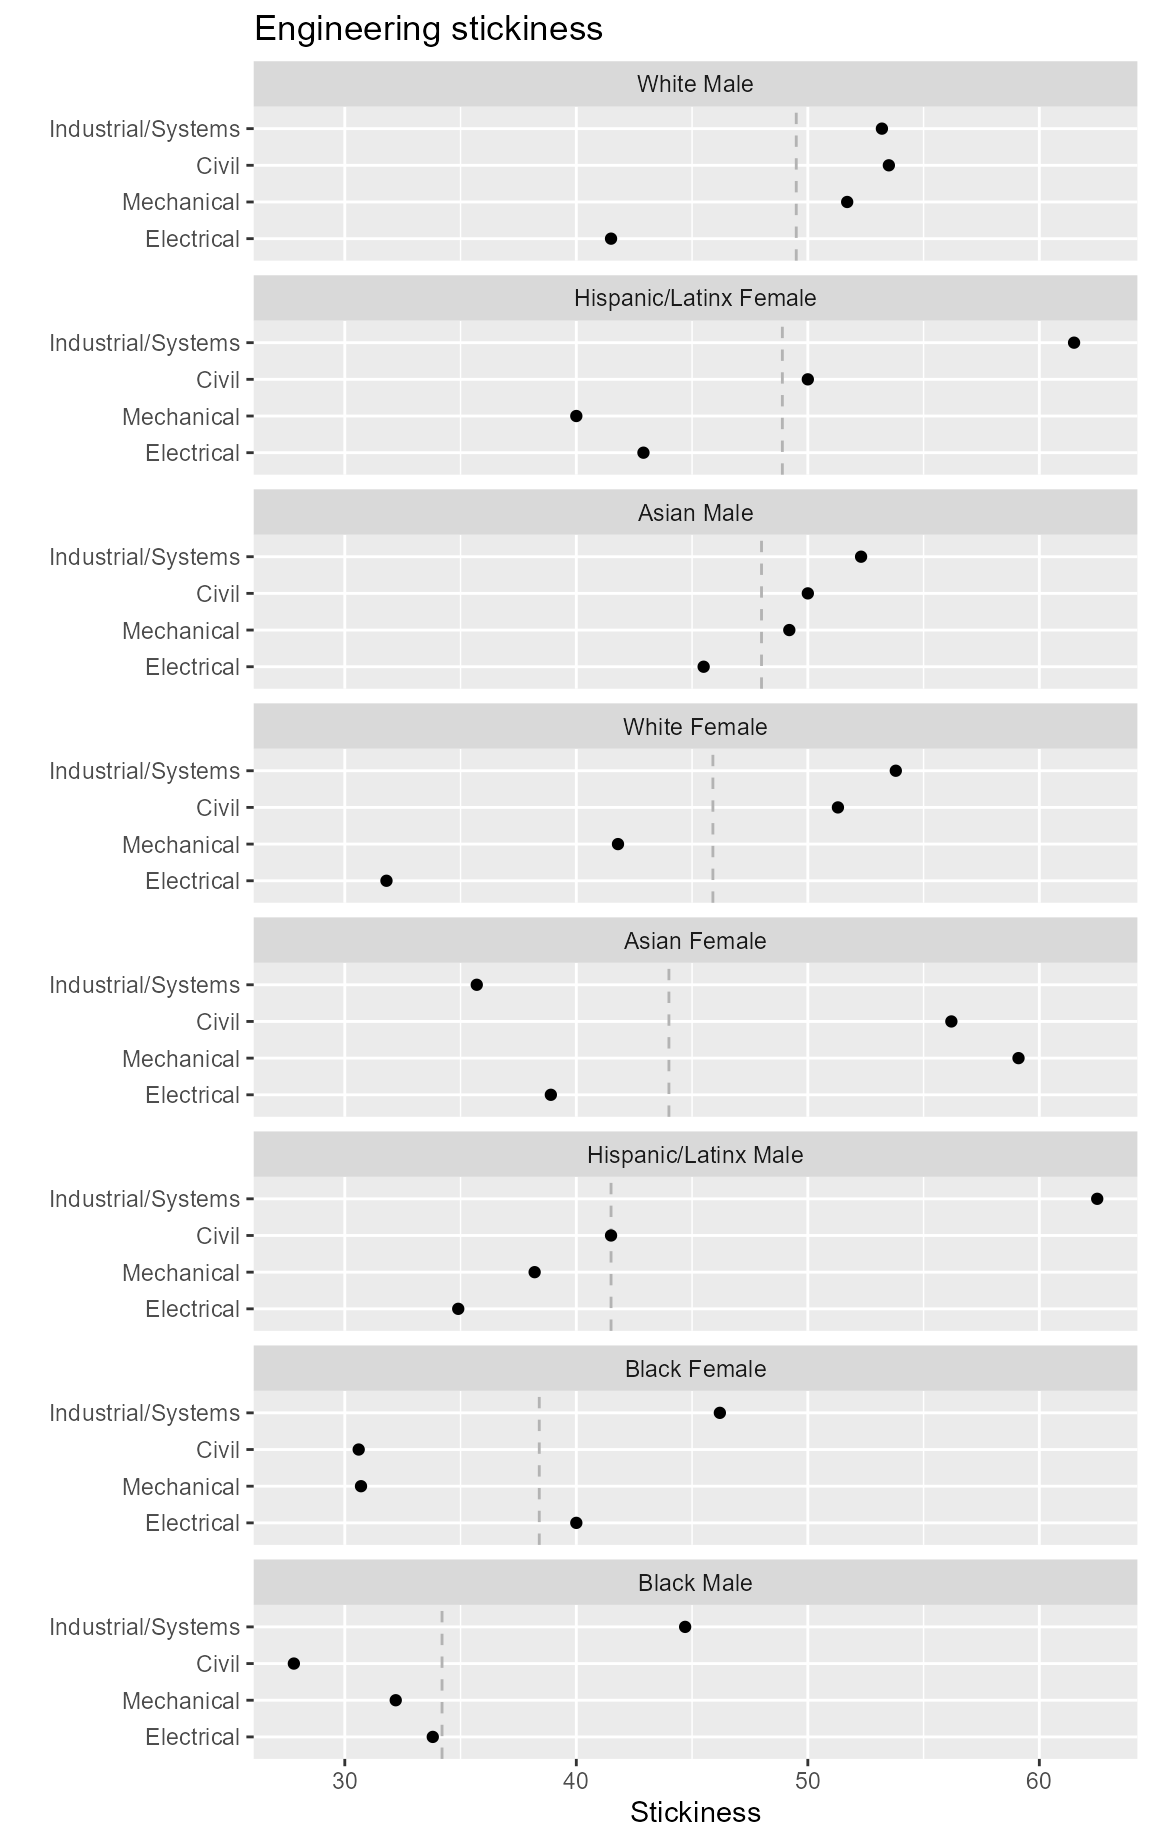 Engineering stickiness
White Male
Industrial/Systems
Civil
Mechanical
Electrical
Hispanic/Latinx Female
Industrial/Systems
Civil
Mechanical
Electrical
Asian Male
Industrial/Systems
Civil
Mechanical
Electrical
White Female
Industrial/Systems
Civil
Mechanical
Electrical
Asian Female
Industrial/Systems
Civil
Mechanical
Electrical
Hispanic/Latinx Male
Industrial/Systems
Civil
Mechanical
Electrical
Black Female
Industrial/Systems
Civil
Mechanical
Electrical
Black Male
Industrial/Systems
Civil
Mechanical
Electrical
30 40 50 60
Stickiness